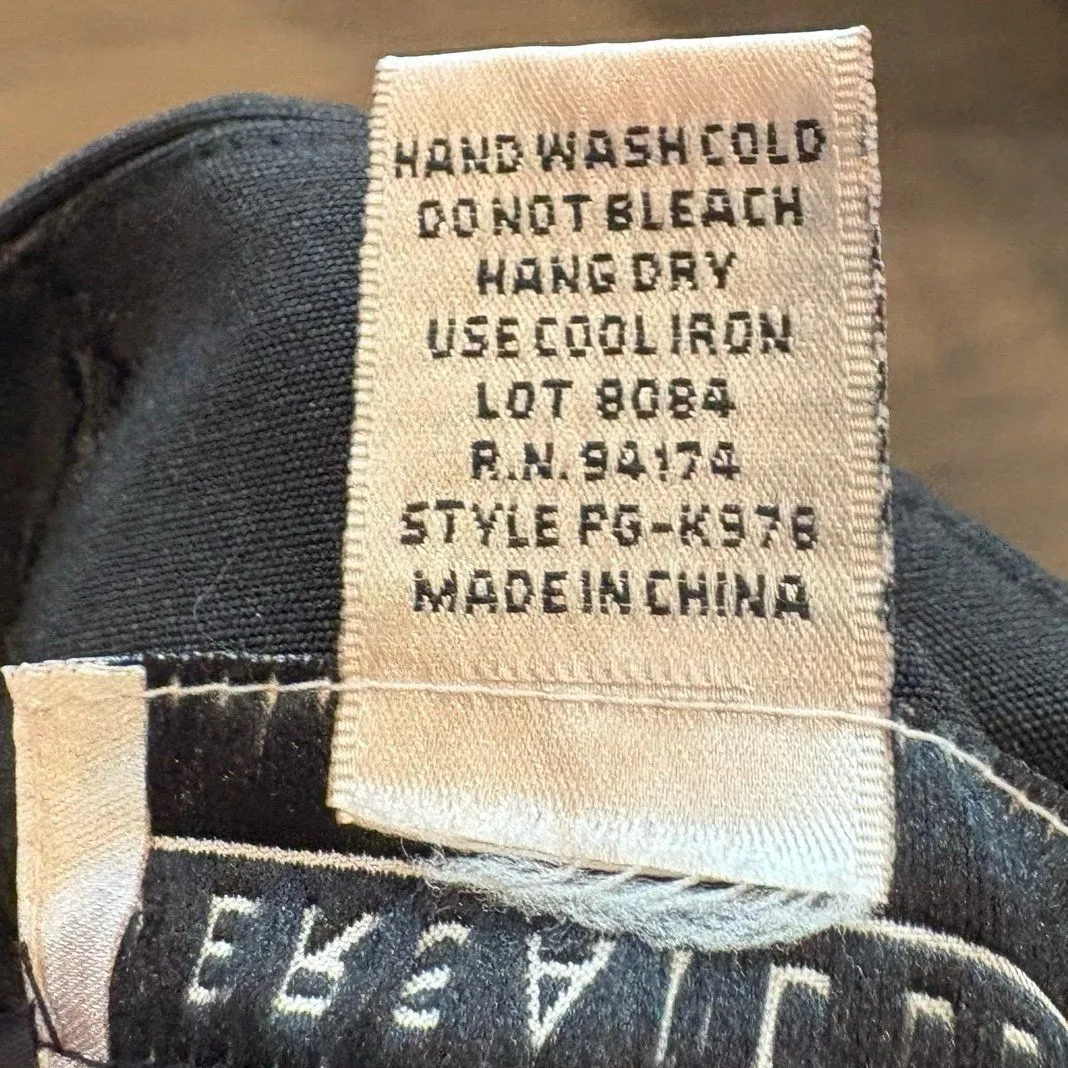 HAND WASH COLD
DO NOT BLEACH
HANG DRY
USE COOL IRON
LOT 8084
R.N. 94174
STYLE PG-K978
MADE IN CHINA